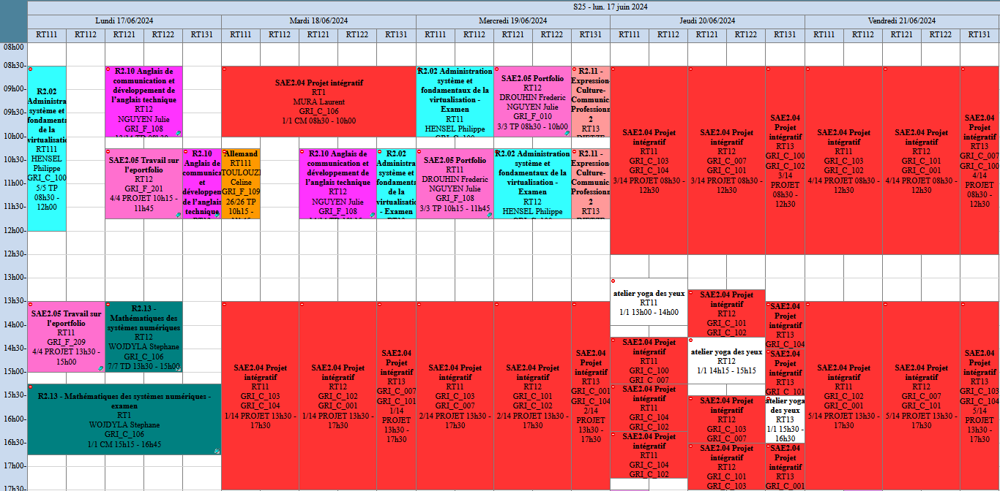 S25 - lun. 17 juin 2024
Lundi 17/06/2024
Mardi 18/06/2024
Mercredi 19/06/2024
Jeudi 20/06/2024
Vendredi 21/06/2024
RT111 RT112 RT121 RT122 RT131 RT111 RT112 RT121 RT122 RT131 RT111 RT112 RT121 RT122 RT131 RT111 RT112 RT121 RT122 RT131 RT111 RT112 RT121 RT122 RT131
08h00
08h30
09h00
09h30
10h00
10h30
11h00
11h30
12h00
12h30
13h00
13h30
14h00
14h30
15h00
15h30
16h00
16h30
17h00
17h30
R2.02
Administra
système et
fondamenta
de la
virtualisatio
RT111
HENSEL
Philippe
GRI_C_100
5/5 TP
08h30 -
12h00
R2.10 Anglais de
communication et
développement de
l'anglais technique
RT12
NGUYEN Julie
GRI_F_108
SAE2.05 Travail sur
l'eportfolio
RT12
GRI_F_201
4/4 PROJET 10h15 -
11h45
R2.10
Anglais de
communica
et
développem
de l'anglais
technique
SAE2.05 Travail sur
l'eportfolio
RT11
GRI_F_209
4/4 PROJET 13h30 -
15h00
R2.13 -
Mathématiques des
systèmes numériques
RT12
WOJDYLA Stephane
GRI_C_106
7/7 TD 13h30 - 15h00
R2.13 - Mathématiques des systèmes numériques -
examen
RT1
WOJDYLA Stephane
GRI_C_106
1/1 CM 15h15 - 16h45
SAE2.04 Projet intégratif
RT1
MURA Laurent
GRI_C_106
1/1 CM 08h30 - 10h00
Allemand
RT111
TOULOUZ
Celine
GRI_F_109
26/26 TP
10h15 -
R2.10 Anglais de
communication et
développement de
l'anglais technique
RT12
NGUYEN Julie
GRI_F_108
R2.02
Administra
système et
fondamenta
de la
virtualisatio
- Examen
SAE2.04 Projet
intégratif
RT11
GRI_C_103
GRI_C_104
1/14 PROJET 13h30 -
17h30
SAE2.04 Projet
intégratif
RT12
GRI_C_102
GRI_C_001
1/14 PROJET 13h30 -
17h30
SAE2.04
Projet
intégratif
RT13
GRI_C_007
GRI_C_101
1/14
PROJET
13h30 -
17h30
R2.02 Administration
système et
fondamentaux de la
virtualisation -
Examen
RT11
HENSEL Philippe
SAE2.05 Portfolio
RT12
DROUHIN Frederic
NGUYEN Julie
GRI_F_010
3/3 TP 08h30 - 10h00
R2.11 -
Expression-
Culture-
Communic
Professionn
2
RT13
SAE2.05 Portfolio
RT11
DROUHIN Frederic
NGUYEN Julie
GRI_F_108
3/3 TP 10h15 - 11h45
R2.02 Administration
système et
fondamentaux de la
virtualisation -
Examen
RT12
HENSEL Philippe
R2.11 -
Expression-
Culture-
Communic
Professionn
2
RT13
SAE2.04 Projet
intégratif
RT11
GRI_C_103
GRI_C_007
2/14 PROJET 13h30 -
17h30
SAE2.04 Projet
intégratif
RT12
GRI_C_101
GRI_C_102
2/14 PROJET 13h30 -
17h30
SAE2.04
Projet
intégratif
RT13
GRI_C_001
GRI_C_104
2/14
PROJET
13h30 -
17h30
SAE2.04 Projet
intégratif
RT11
GRI_C_103
GRI_C_104
3/14 PROJET 08h30 -
12h30
SAE2.04 Projet
intégratif
RT12
GRI_C_007
GRI_C_101
3/14 PROJET 08h30 -
12h30
SAE2.04
Projet
intégratif
RT13
GRI_C_100
GRI_C_102
3/14
PROJET
08h30 -
12h30
atelier yoga des yeux
RT11
1/1 13h00 - 14h00
SAE2.04 Projet
intégratif
RT11
GRI_C_100
GRI_C_007
SAE2.04 Projet
intégratif
RT11
GRI_C_104
GRI_C_102
SAE2.04 Projet
intégratif
RT11
GRI_C_104
GRI_C_102
SAE2.04 Projet
intégratif
RT12
GRI_C_101
GRI_C_102
atelier yoga des yeux
RT12
1/1 14h15 - 15h15
SAE2.04 Projet
intégratif
RT12
GRI_C_103
GRI_C_007
SAE2.04 Projet
intégratif
RT12
GRI_C_101
GRI_C_103
SAE2.04
Projet
intégratif
RT13
GRI_C_104
SAE2.04
Projet
intégratif
RT13
GRI_C_101
atelier yoga
des yeux
RT13
1/1 15h30 -
16h30
SAE2.04
Projet
intégratif
RT13
GRI_C_001
SAE2.04 Projet
intégratif
RT11
GRI_C_103
GRI_C_102
4/14 PROJET 08h30 -
12h30
SAE2.04 Projet
intégratif
RT12
GRI_C_101
GRI_C_001
4/14 PROJET 08h30 -
12h30
SAE2.04
Projet
intégratif
RT13
GRI_C_007
GRI_C_100
4/14
PROJET
08h30 -
12h30
SAE2.04 Projet
intégratif
RT11
GRI_C_102
GRI_C_001
5/14 PROJET 13h30 -
17h30
SAE2.04 Projet
intégratif
RT12
GRI_C_007
GRI_C_101
5/14 PROJET 13h30 -
17h30
SAE2.04
Projet
intégratif
RT13
GRI_C_103
GRI_C_104
5/14
PROJET
13h30 -
17h30